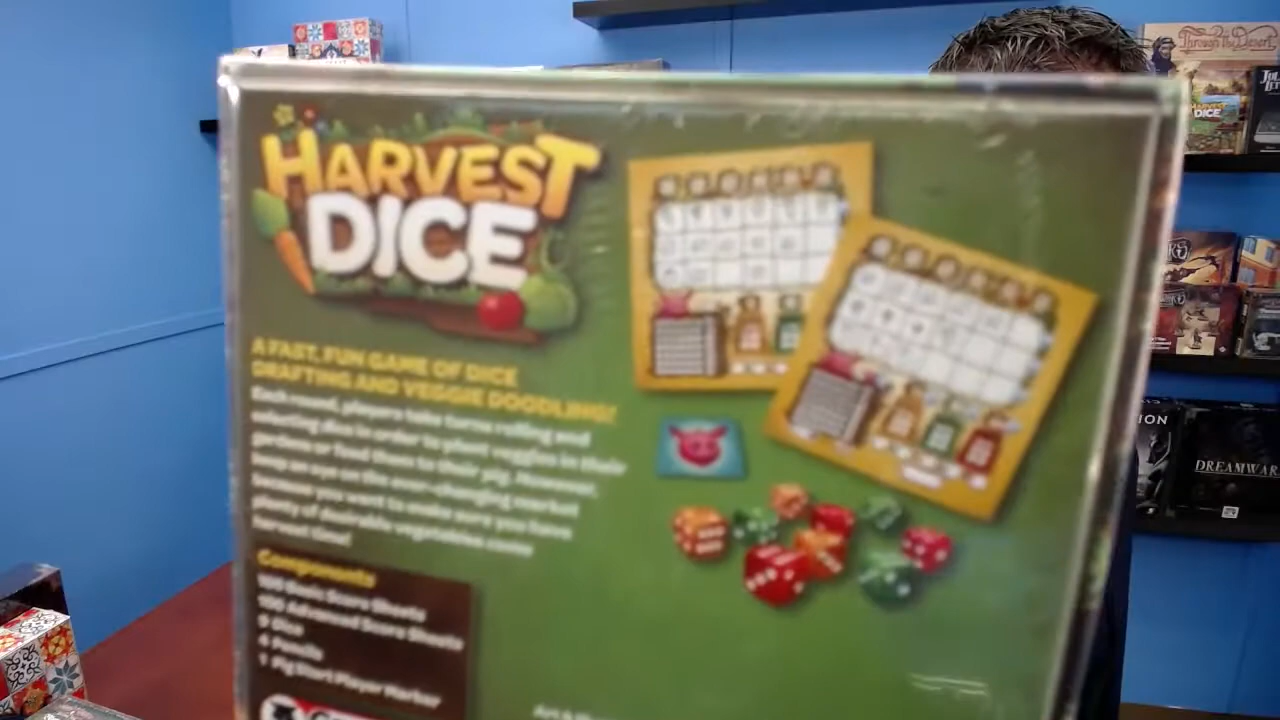 HARVEST
DICE
A FAST, FUN GAME OF DICE
DRAFTING AND VEGGIE DOODLING!
Each round, players take turns rolling and
selecting dice in order to plant veggies in their
gardens or feed them to their pig. However,
keep an eye on the ever-changing market
because you want to make sure you have
plenty of desirable vegetables come
harvest time!
Components
100 Basic Score Sheets
100 Advanced Score Sheets
9 Dice
4 Pencils
1 Pig Start Player Marker
Through The Desert
HARVEST
DICE
DREAMWAR